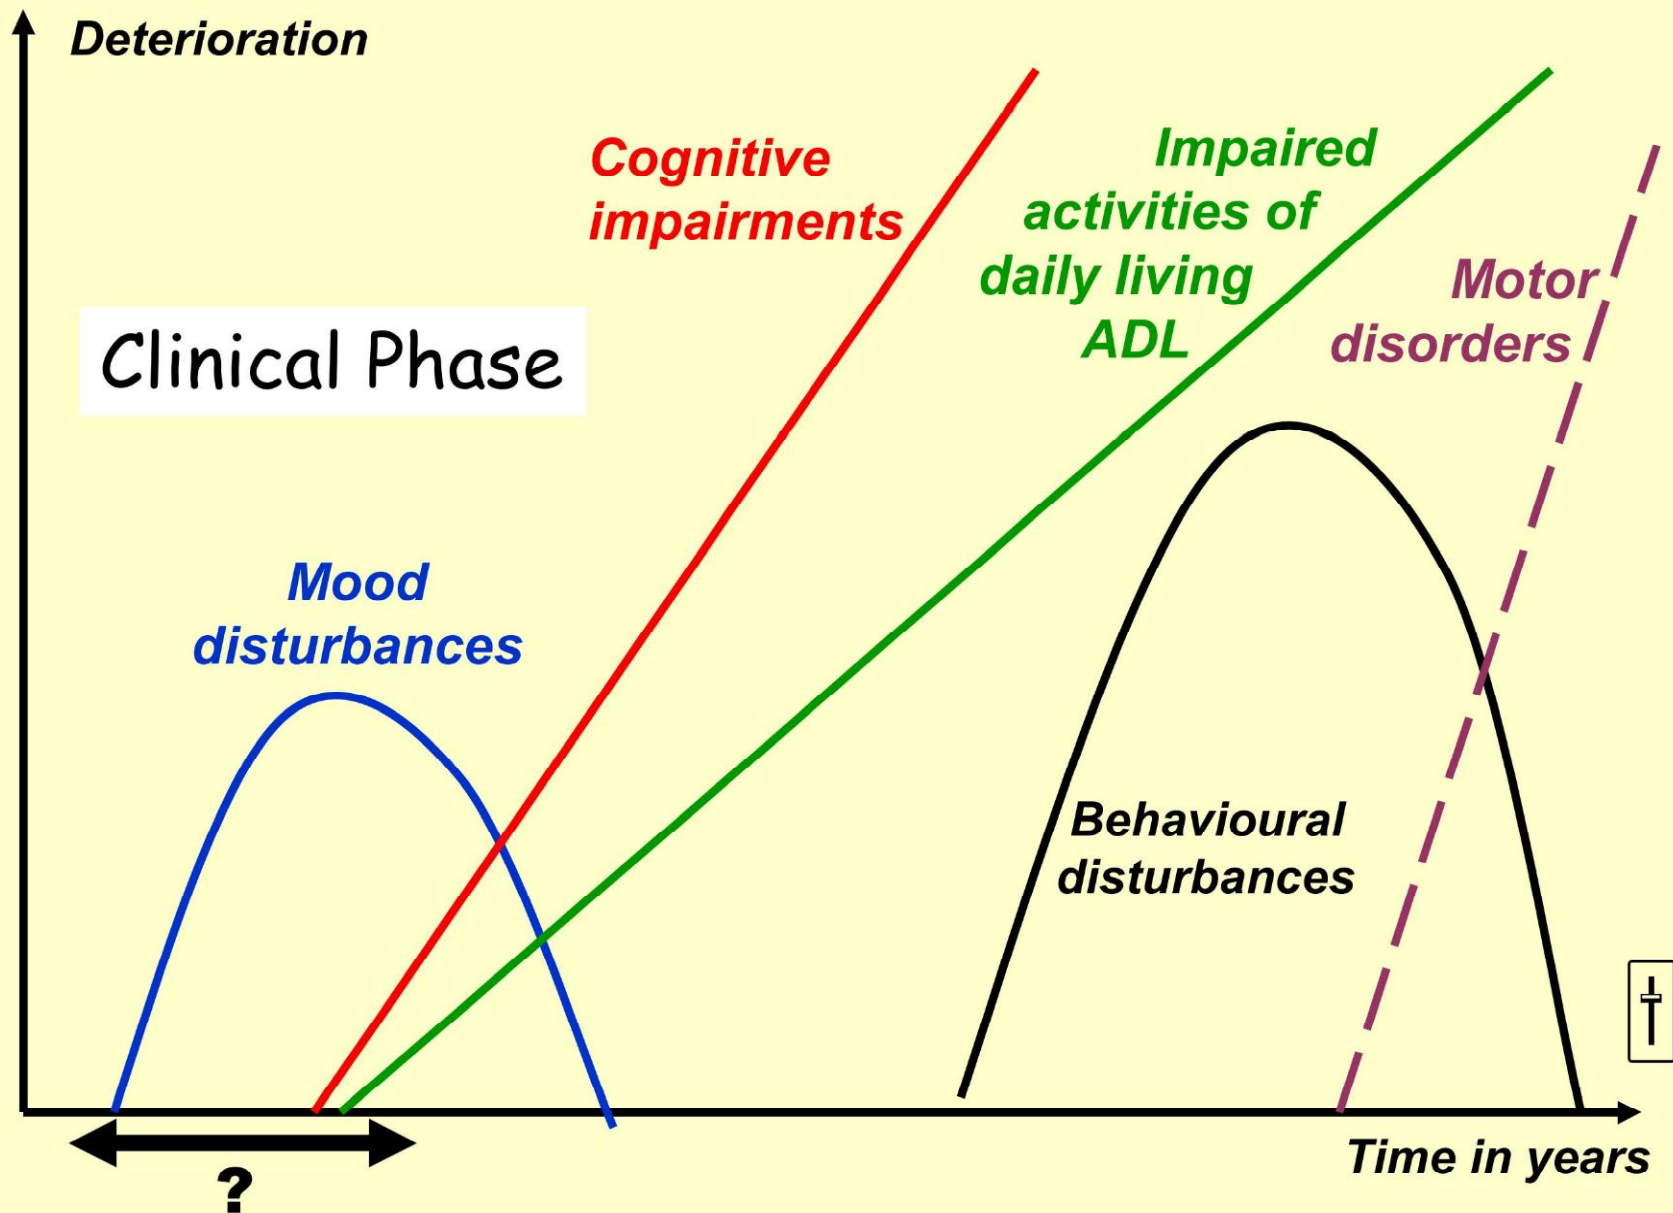 Deterioration
Cognitive
impairments
Impaired
activities of
daily living
ADL
Motor
disorders
Clinical Phase
Mood
disturbances
Behavioural
disturbances
Time in years
?